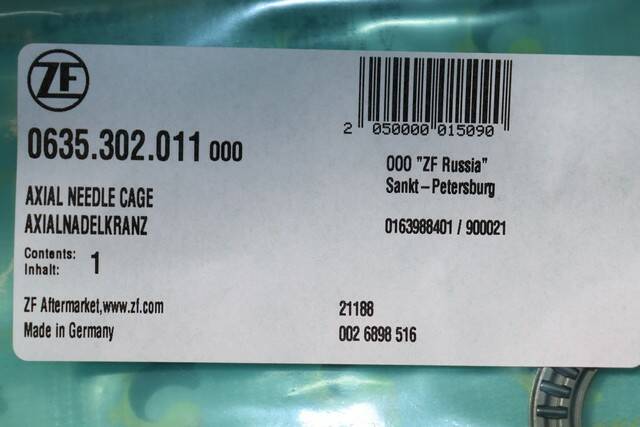 ZF
0635.302.011 000
AXIAL NEEDLE CAGE
AXIALNADELKRANZ
Contents:
Inhalt: 1
ZF Aftermarket,www.zf.com
Made in Germany
2 050000 015090
000 "ZF Russia"
Sankt-Petersburg
0163988401 / 900021
21188
002 6898 516